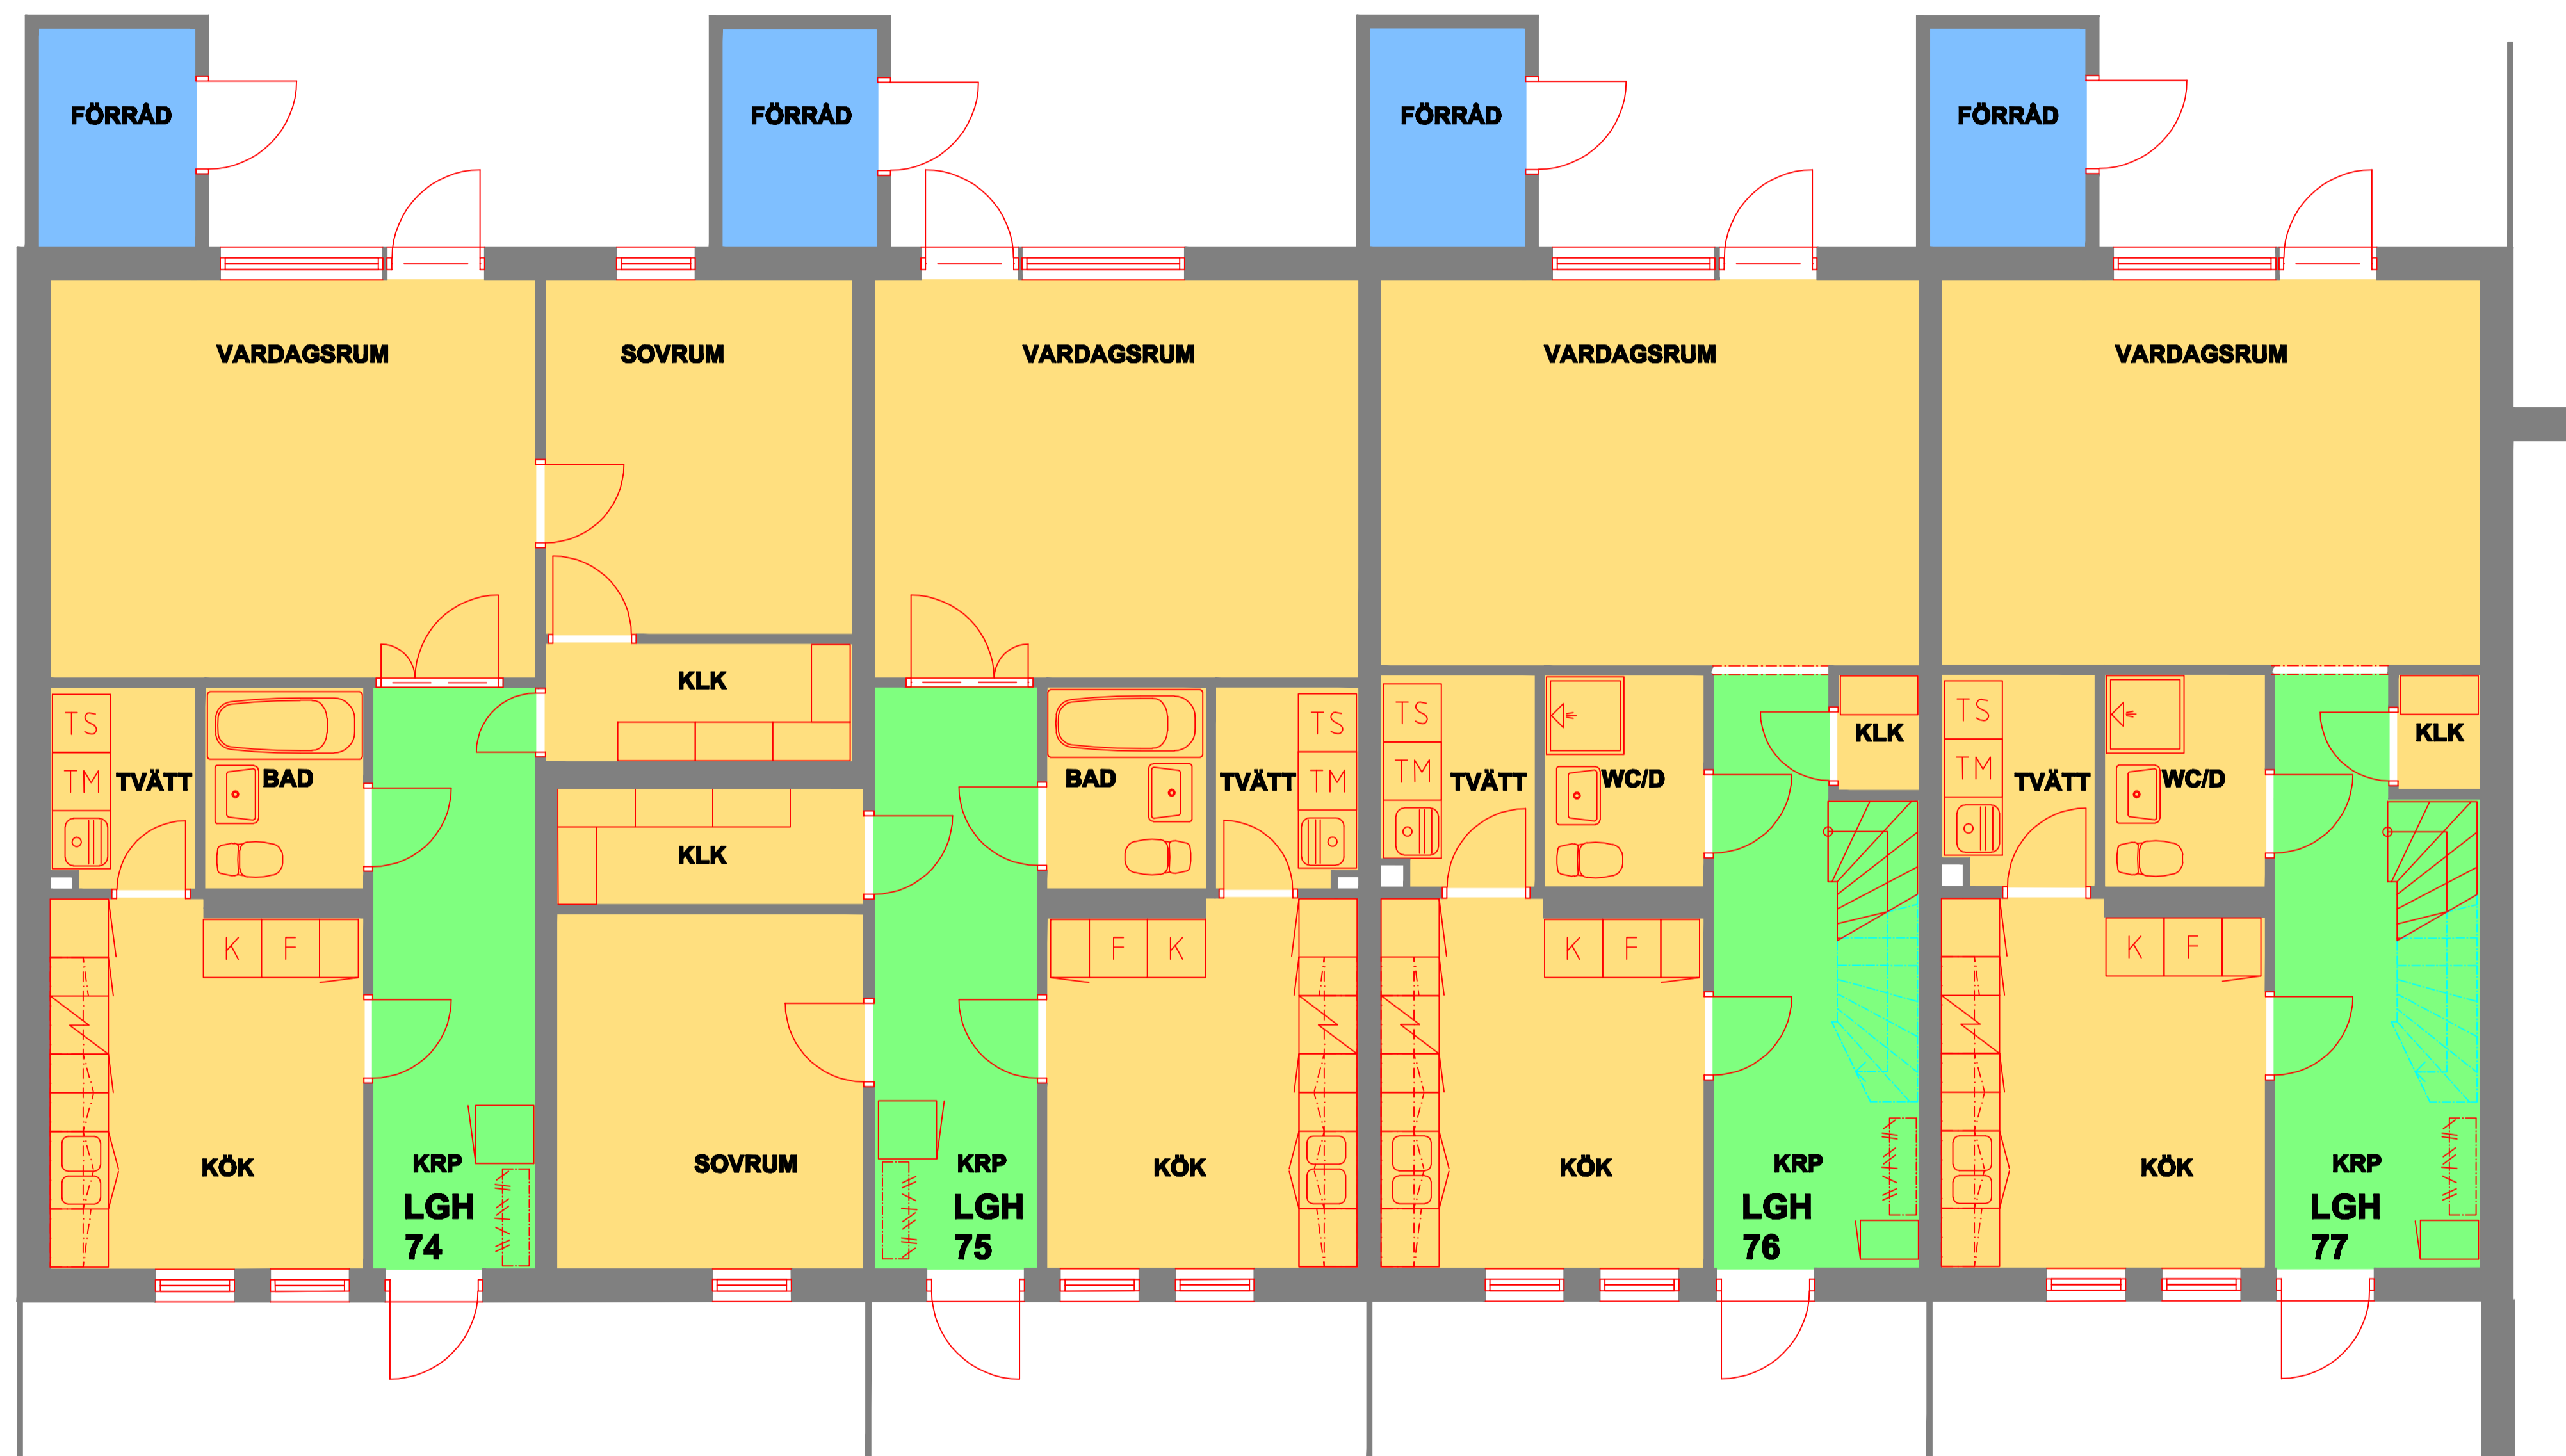 FÖRRÅD
FÖRRÅD
FÖRRÅD
FÖRRÅD
VARDAGSRUM
SOVRUM
VARDAGSRUM
VARDAGSRUM
VARDAGSRUM
KLK
TS
TM
TVÄTT
BAD
BAD
TVÄTT
TS
TM
TS
TM
TVÄTT
WC/D
KLK
TS
TM
TVÄTT
WC/D
KLK
KLK
K F
F K
K F
K F
KÖK
KRP
LGH
74
SOVRUM
KRP
LGH
75
KÖK
KÖK
KRP
LGH
76
KÖK
KRP
LGH
77